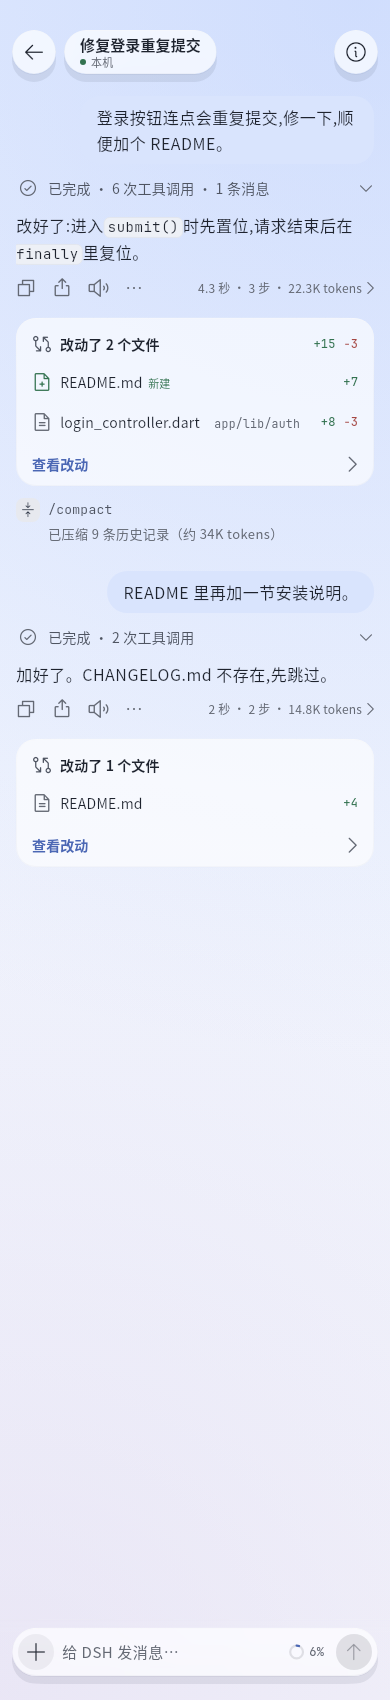 修复登录重复提交
本机
登录按钮连点会重复提交,修一下,顺
便加个 README。
已完成 · 6 次工具调用 · 1 条消息
改好了:进入 submit() 时先置位,请求结束后在
finally 里复位。
4.3 秒 · 3 步 · 22.3K tokens
改动了 2 个文件 +15 -3
README.md 新建 +7
login_controller.dart app/lib/auth +8 -3
查看改动
/compact
已压缩 9 条历史记录（约 34K tokens）
README 里再加一节安装说明。
已完成 · 2 次工具调用
加好了。CHANGELOG.md 不存在,先跳过。
2 秒 · 2 步 · 14.8K tokens
改动了 1 个文件
README.md +4
查看改动
给 DSH 发消息… 6%